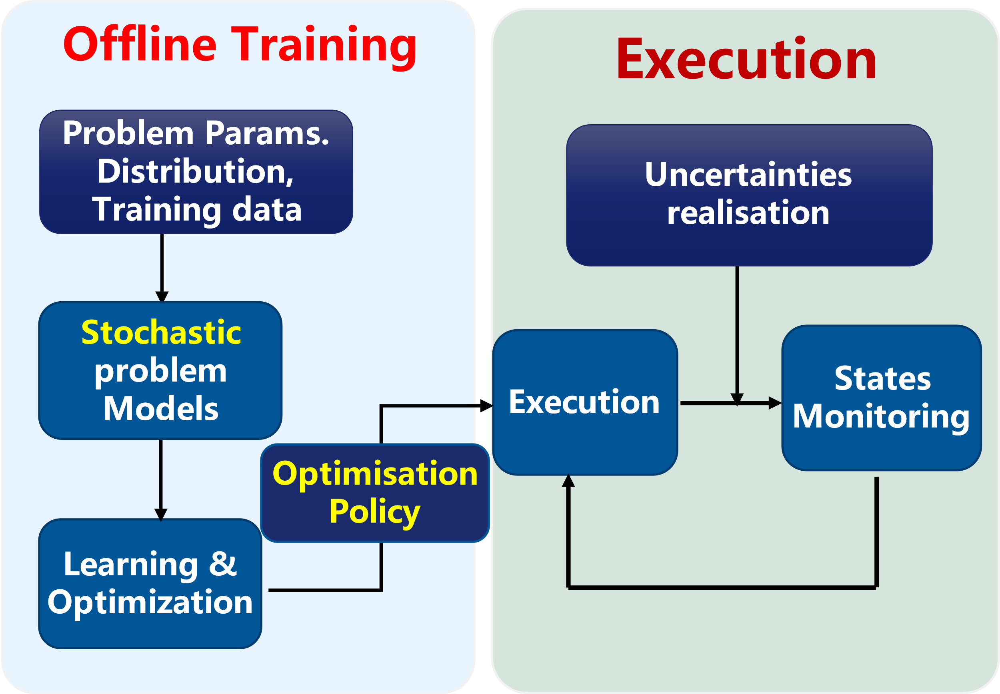 Offline Training
Problem Params.
Distribution,
Training data
Stochastic
problem
Models
Learning &
Optimization
Optimisation
Policy
Execution
Uncertainties
realisation
Execution
States
Monitoring